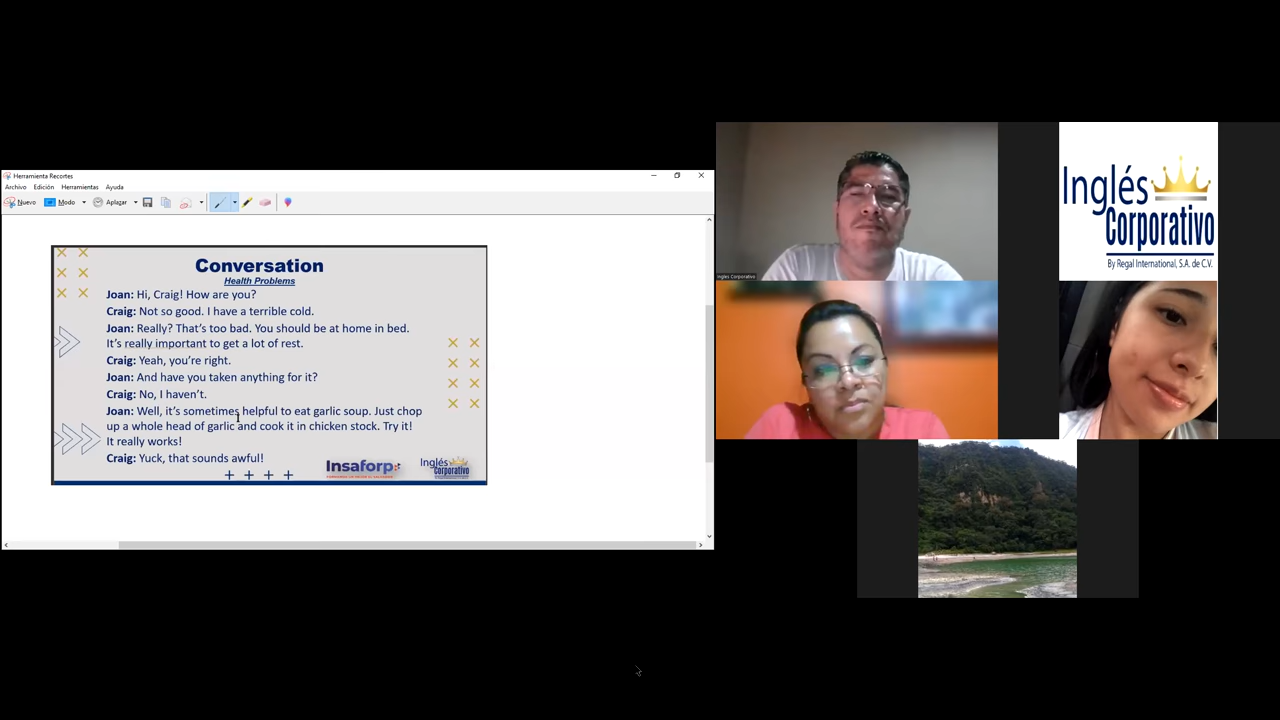 Herramienta Recortes
Archivo Edición Herramientas Ayuda
Nuevo Modo Aplazar
Conversation
Health Problems
Joan: Hi, Craig! How are you?
Craig: Not so good. I have a terrible cold.
Joan: Really? That's too bad. You should be at home in bed.
It's really important to get a lot of rest.
Craig: Yeah, you're right.
Joan: And have you taken anything for it?
Craig: No, I haven't.
Joan: Well, it's sometimes helpful to eat garlic soup. Just chop
up a whole head of garlic and cook it in chicken stock. Try it!
It really works!
Craig: Yuck, that sounds awful!
Insaforp
Inglés
Corporativo
Ingles Corporativo
Inglés
Corporativo
By Regal International, S.A. de C.V.